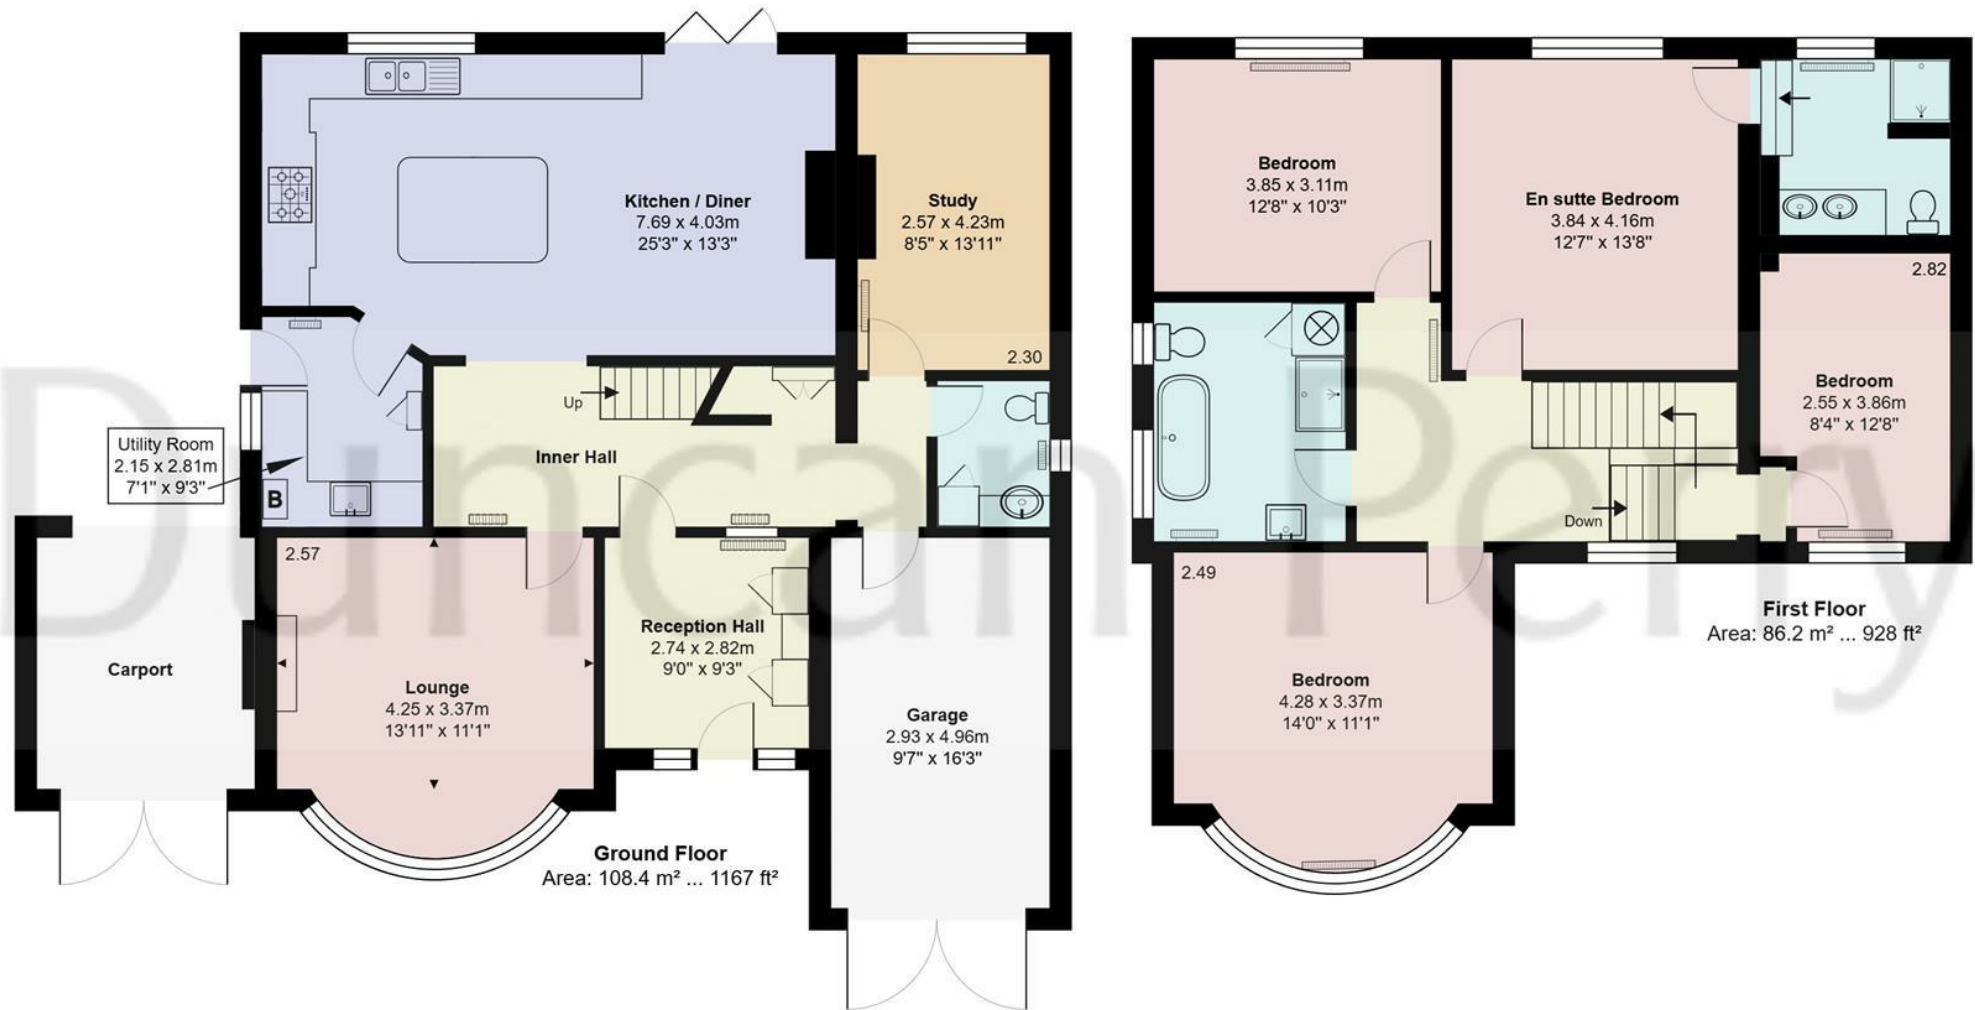 Kitchen / Diner
7.69 x 4.03m
25'3" x 13'3"
Study
2.57 x 4.23m
8'5" x 13'11"
2.30
Up
Inner Hall
Utility Room
2.15 x 2.81m
7'1" x 9'3"
B
Carport
2.57
Lounge
4.25 x 3.37m
13'11" x 11'1"
Reception Hall
2.74 x 2.82m
9'0" x 9'3"
Garage
2.93 x 4.96m
9'7" x 16'3"
Ground Floor
Area: 108.4 m² ... 1167 ft²
Bedroom
3.85 x 3.11m
12'8" x 10'3"
En sutte Bedroom
3.84 x 4.16m
12'7" x 13'8"
2.82
Bedroom
2.55 x 3.86m
8'4" x 12'8"
Down
2.49
Bedroom
4.28 x 3.37m
14'0" x 11'1"
First Floor
Area: 86.2 m² ... 928 ft²
Duncan Perry